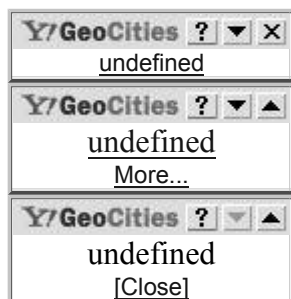 Y! GeoCities ? ▼ X
undefined
Y! GeoCities ? ▼ ▲
undefined
More...
Y! GeoCities ? ▼ ▲
undefined
[Close]